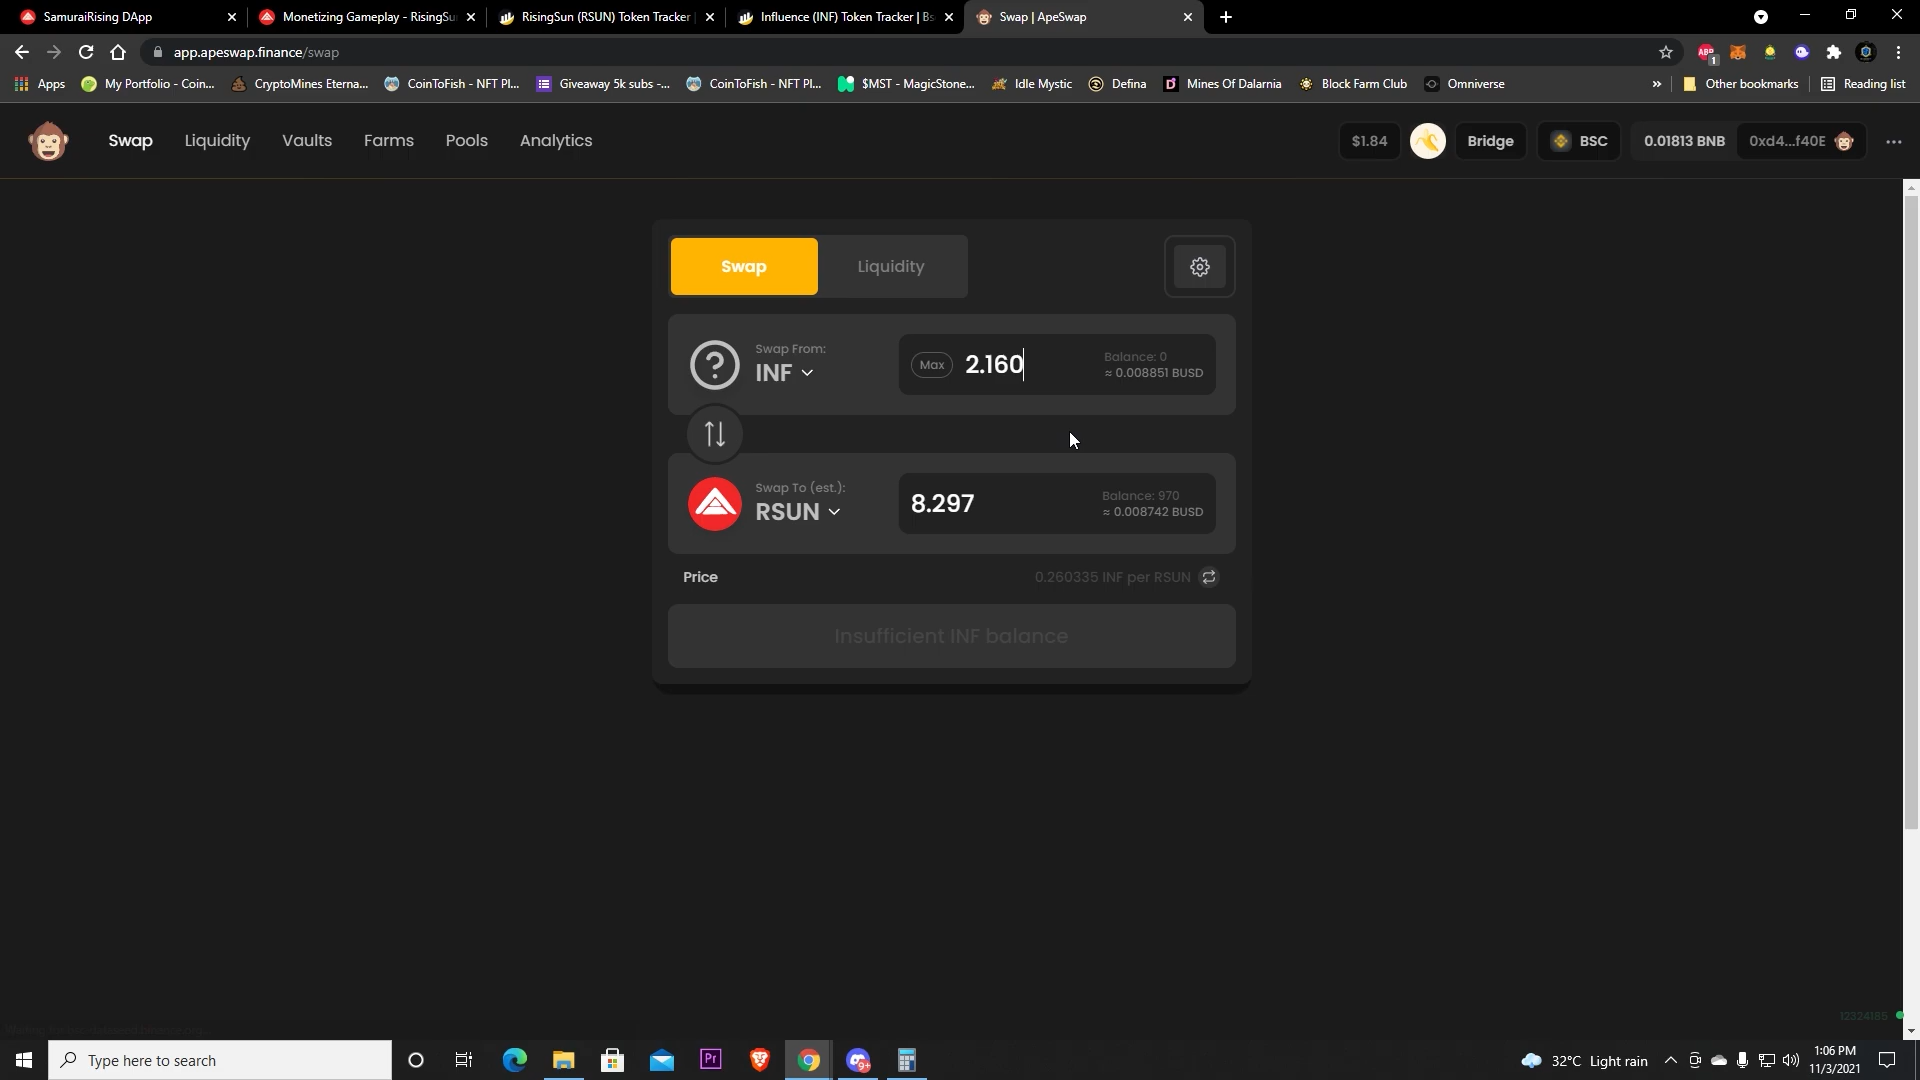 SamuraiRising DApp
Monetizing Gameplay - RisingSu
RisingSun (RSUN) Token Tracker
Influence (INF) Token Tracker | Bs
Swap | ApeSwap
app.apeswap.finance/swap
ABP
1
Apps
My Portfolio - Coin...
CryptoMines Eterna...
CoinToFish - NFT Pl...
Giveaway 5k subs -...
CoinToFish - NFT Pl...
$MST - MagicStone...
Idle Mystic
Defina
Mines Of Dalarnia
Block Farm Club
Omniverse
»
Other bookmarks
Reading list
Swap
Liquidity
Vaults
Farms
Pools
Analytics
$1.84
Bridge
BSC
0.01813 BNB
0xd4...f40E
...
Swap
Liquidity
Swap From:
INF
Max
2.160
Balance: 0
≈ 0.008851 BUSD
Swap To (est.):
RSUN
8.297
Balance: 970
≈ 0.008742 BUSD
Price
0.260335 INF per RSUN
Insufficient INF balance
12324185
Type here to search
Pr
9+
32°C Light rain
1:06 PM
11/3/2021